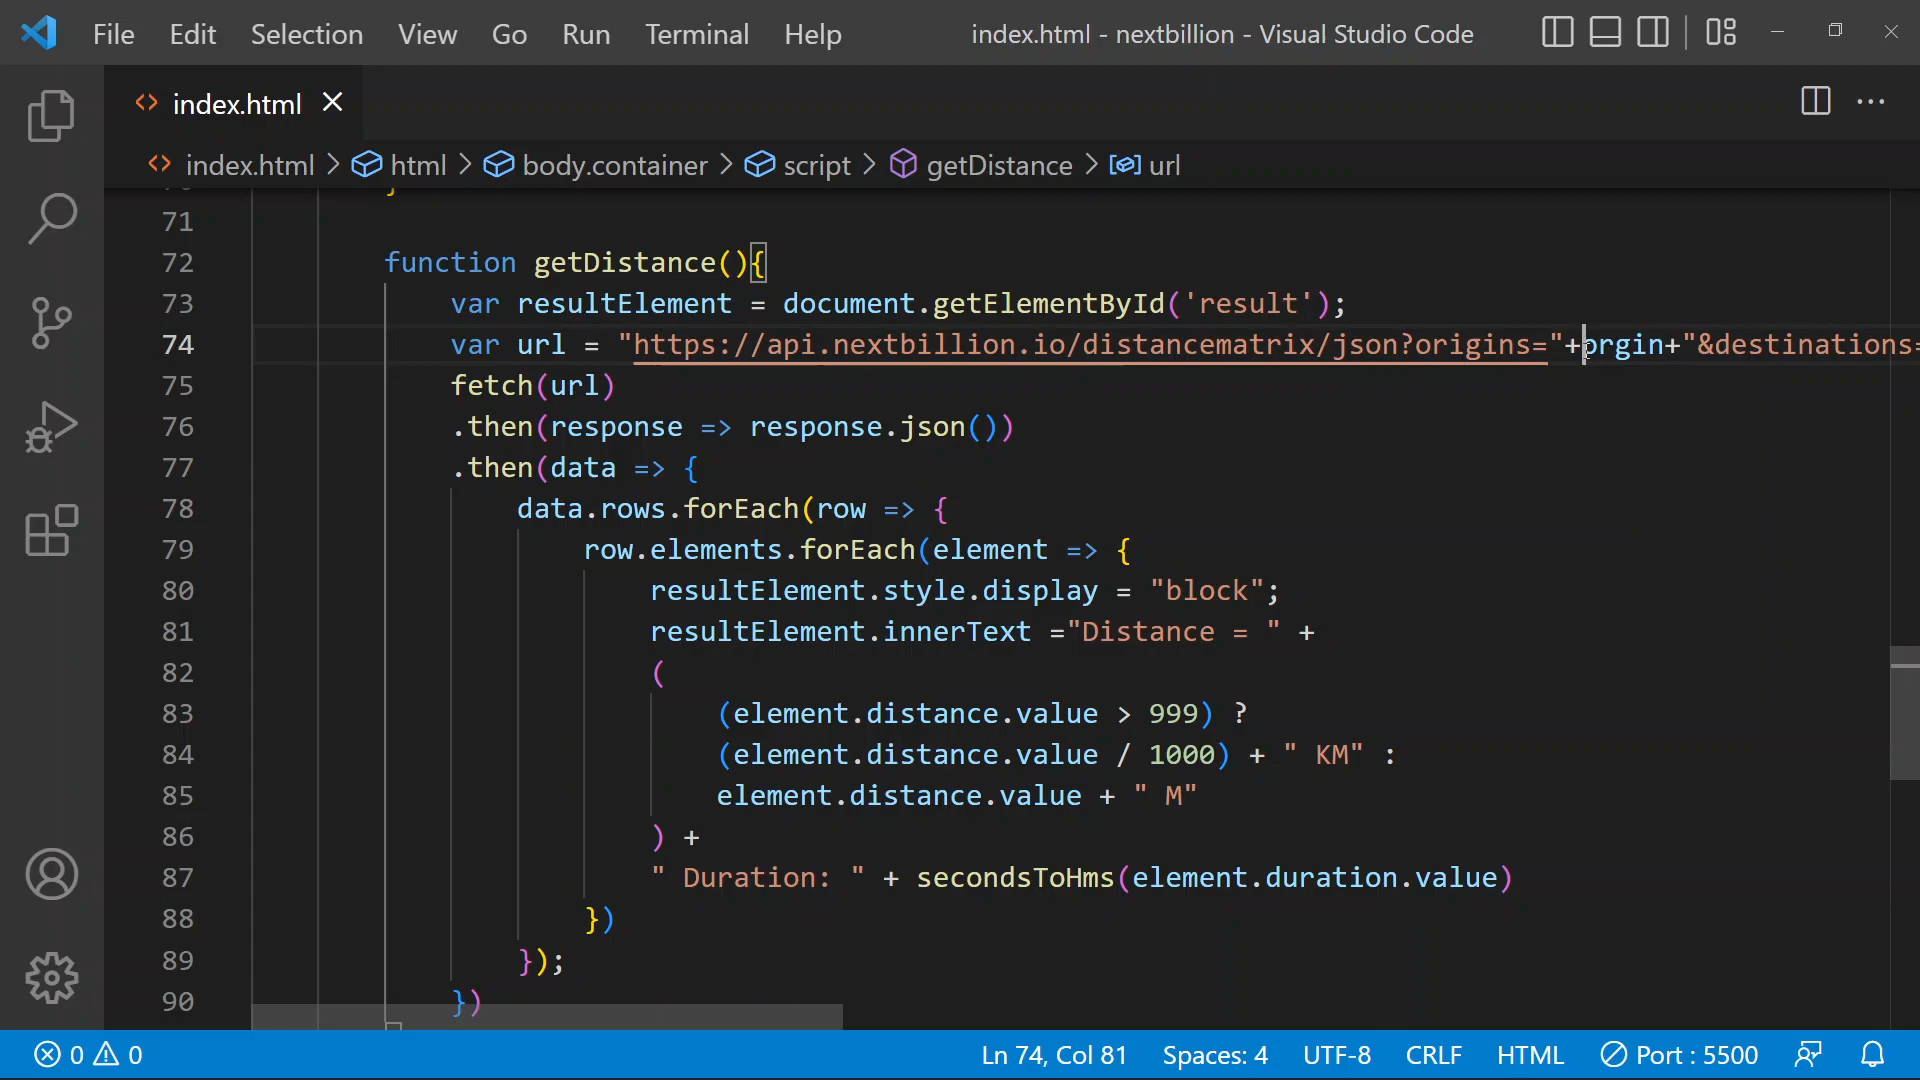 File Edit Selection View Go Run Terminal Help index.html - nextbillion - Visual Studio Code
index.html
index.html > html > body.container > script > getDistance > url
71
72 function getDistance(){
73 var resultElement = document.getElementById('result');
74 var url = "https://api.nextbillion.io/distancematrix/json?origins="+orgin+"&destinations=
75 fetch(url)
76 .then(response => response.json())
77 .then(data => {
78 data.rows.forEach(row => {
79 row.elements.forEach(element => {
80 resultElement.style.display = "block";
81 resultElement.innerText ="Distance = " +
82 (
83 (element.distance.value > 999) ?
84 (element.distance.value / 1000) + " KM" :
85 element.distance.value + " M"
86 ) +
87 " Duration: " + secondsToHms(element.duration.value)
88 })
89 });
90 })
0 0 Ln 74, Col 81 Spaces: 4 UTF-8 CRLF HTML Port : 5500